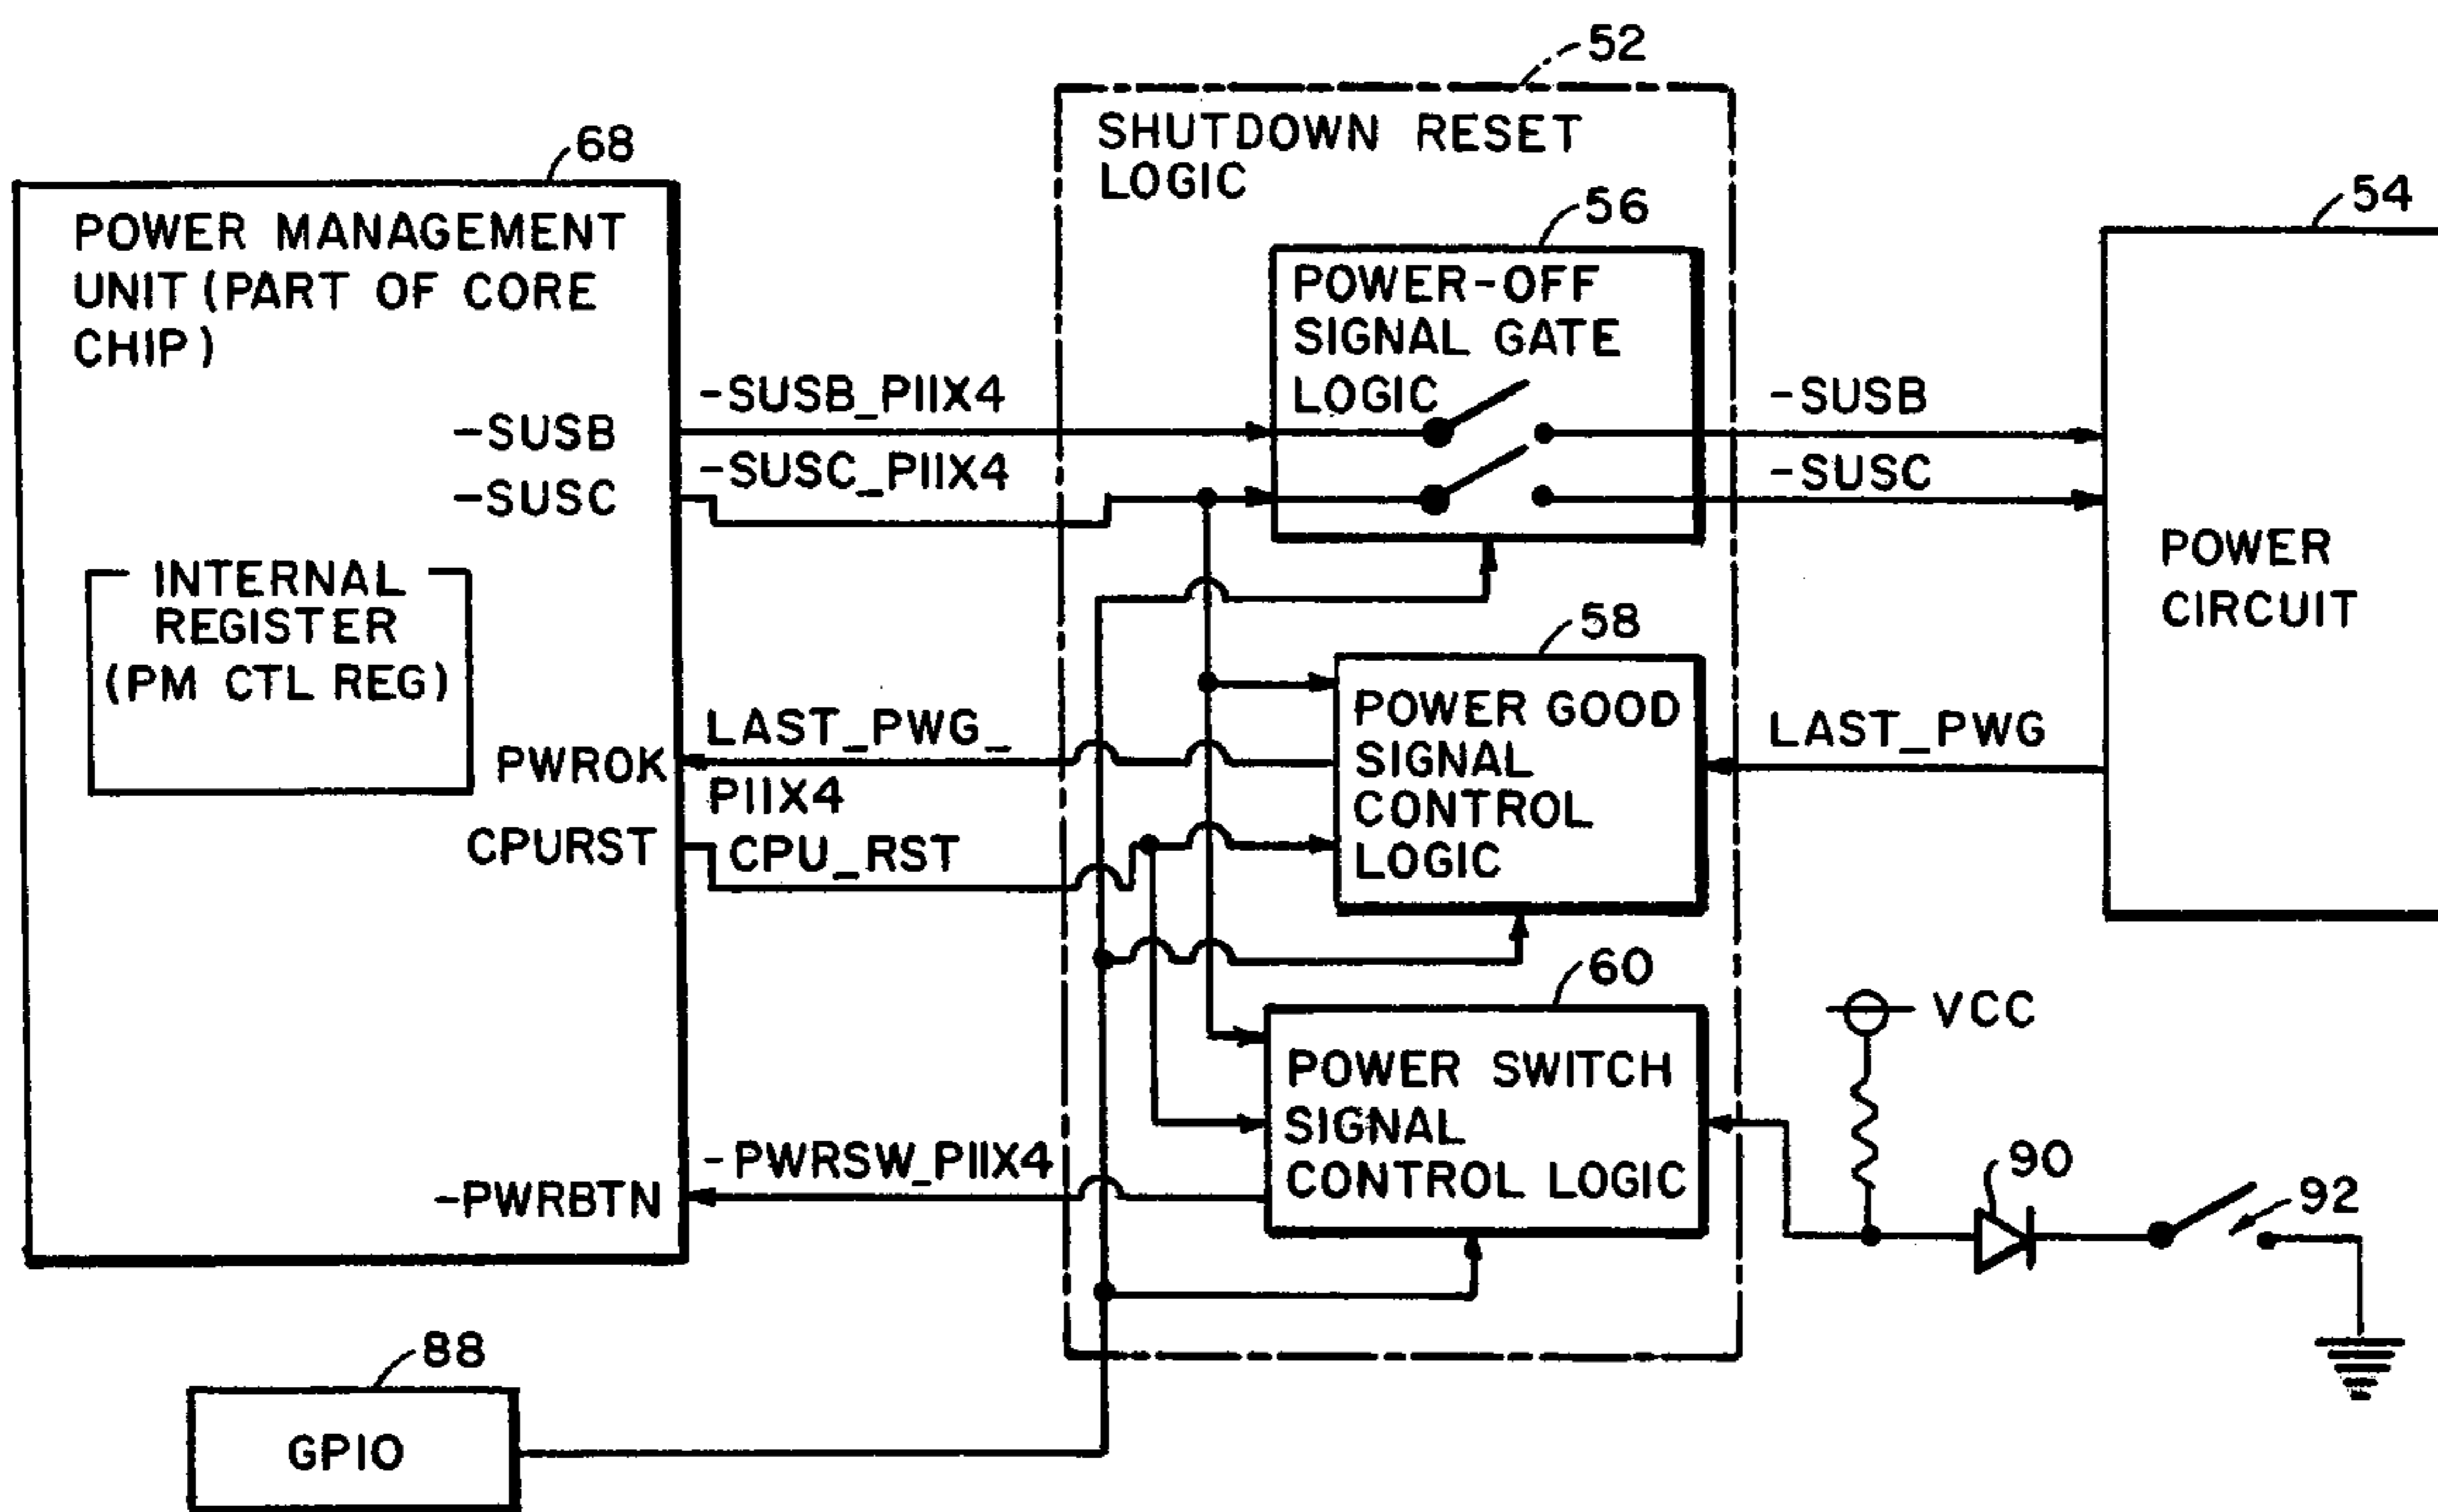 52
SHUTDOWN RESET
LOGIC
68
POWER MANAGEMENT
UNIT (PART OF CORE
CHIP)
-SUSB
-SUSC
INTERNAL
REGISTER
(PM CTL REG)
PWROK
CPURST
-PWRBTN
-SUSB_PIIX4
-SUSC_PIIX4
LAST_PWG_
PIIX4
CPU_RST
-PWRSW_PIIX4
56
POWER-OFF
SIGNAL GATE
LOGIC
58
POWER GOOD
SIGNAL
CONTROL
LOGIC
60
POWER SWITCH
SIGNAL
CONTROL LOGIC
-SUSB
-SUSC
LAST_PWG
54
POWER
CIRCUIT
VCC
90
92
88
GPIO